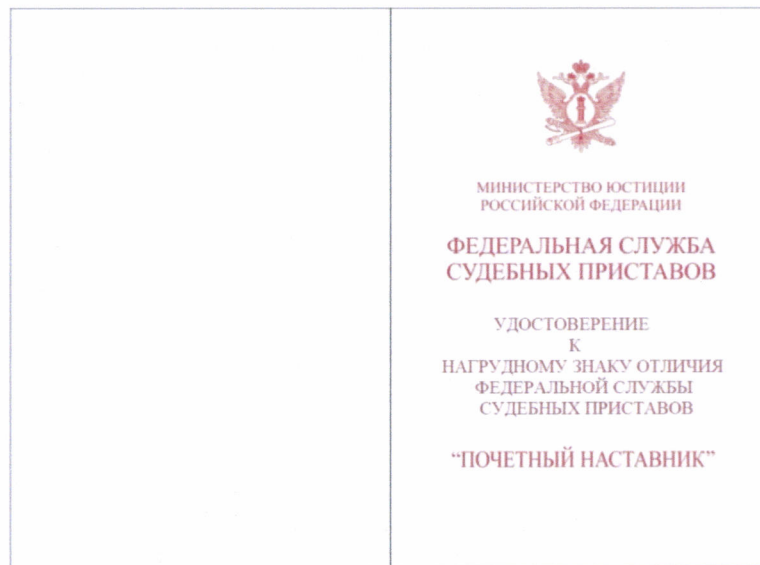 МИНИСТЕРСТВО ЮСТИЦИИ
РОССИЙСКОЙ ФЕДЕРАЦИИ
ФЕДЕРАЛЬНАЯ СЛУЖБА
СУДЕБНЫХ ПРИСТАВОВ
УДОСТОВЕРЕНИЕ
К
НАГРУДНОМУ ЗНАКУ ОТЛИЧИЯ
ФЕДЕРАЛЬНОЙ СЛУЖБЫ
СУДЕБНЫХ ПРИСТАВОВ
“ПОЧЕТНЫЙ НАСТАВНИК”